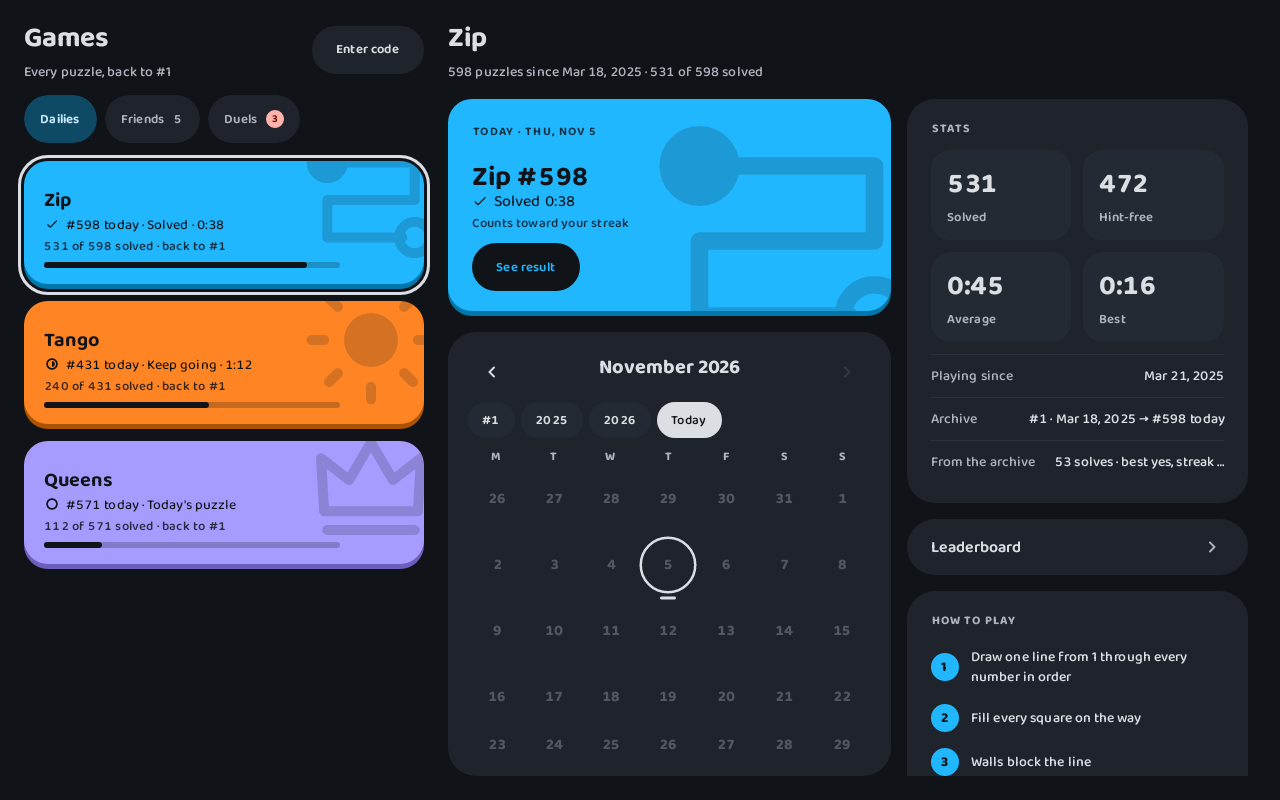 Games
Every puzzle, back to #1
Enter code
Dailies
Friends 5
Duels 3
Zip
#598 today · Solved · 0:38
531 of 598 solved · back to #1
Tango
#431 today · Keep going · 1:12
240 of 431 solved · back to #1
Queens
#571 today · Today's puzzle
112 of 571 solved · back to #1
Zip
598 puzzles since Mar 18, 2025 · 531 of 598 solved
TODAY · THU, NOV 5
Zip #598
Solved 0:38
Counts toward your streak
See result
November 2026
#1 2025 2026 Today
M T W T F S S
26 27 28 29 30 31 1
2 3 4 5 6 7 8
9 10 11 12 13 14 15
16 17 18 19 20 21 22
23 24 25 26 27 28 29
STATS
531
Solved
472
Hint-free
0:45
Average
0:16
Best
Playing since Mar 21, 2025
Archive #1 · Mar 18, 2025 → #598 today
From the archive 53 solves · best yes, streak …
Leaderboard
HOW TO PLAY
1 Draw one line from 1 through every
number in order
2 Fill every square on the way
3 Walls block the line